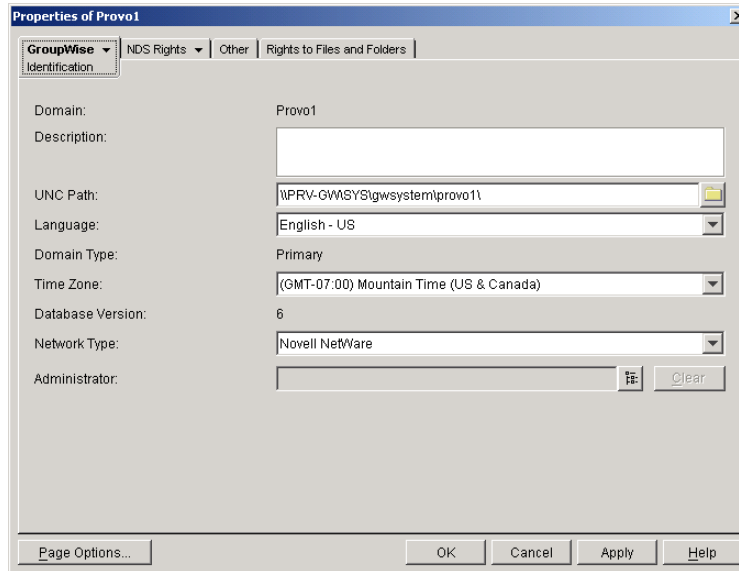 Properties of Provo1
GroupWise NDS Rights Other Rights to Files and Folders
Identification
Domain: Provo1
Description:
UNC Path: \\PRV-GW\SYS\gwsystem\provo1\
Language: English - US
Domain Type: Primary
Time Zone: (GMT-07:00) Mountain Time (US & Canada)
Database Version: 6
Network Type: Novell NetWare
Administrator: Clear
Page Options... OK Cancel Apply Help